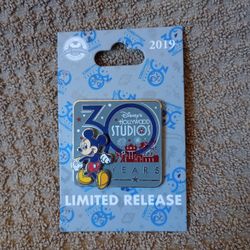 2019
30
Disney's
HOLLYWOOD
STUDIOS
YEARS
LIMITED RELEASE